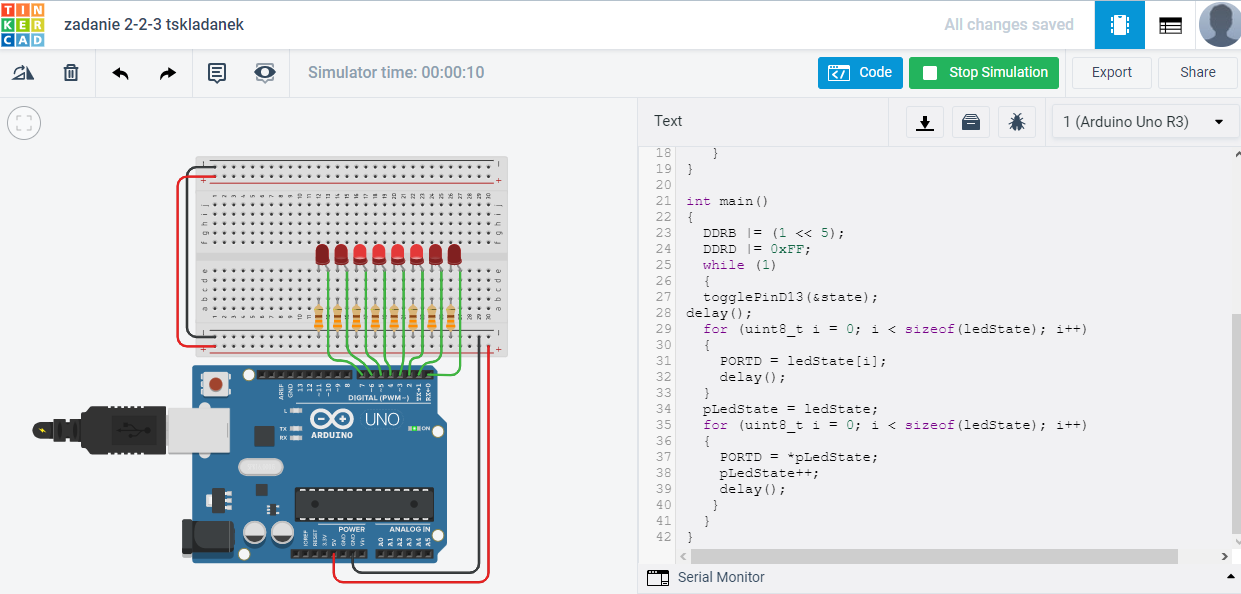 TIN
KER
CAD
zadanie 2-2-3 tskladanek
All changes saved
Simulator time: 00:00:10
Code
Stop Simulation
Export
Share
Text
1 (Arduino Uno R3)
18 }
19 }
20
21 int main()
22 {
23 DDRB |= (1 << 5);
24 DDRD |= 0xFF;
25 while (1)
26 {
27 togglePinD13(&state);
28 delay();
29 for (uint8_t i = 0; i < sizeof(ledState); i++)
30 {
31 PORTD = ledState[i];
32 delay();
33 }
34 pLedState = ledState;
35 for (uint8_t i = 0; i < sizeof(ledState); i++)
36 {
37 PORTD = *pLedState;
38 pLedState++;
39 delay();
40 }
41 }
42 }
Serial Monitor
AREF
GND
13
12
~11
~10
~9
8
7
~6
~5
4
~3
2
TX→1
RX←0
DIGITAL (PWM~)
L
TX
RX
UNO
ARDUINO
ON
IOREF
RESET
3.3V
5V
GND
GND
Vin
POWER
ANALOG IN
A0
A1
A2
A3
A4
A5